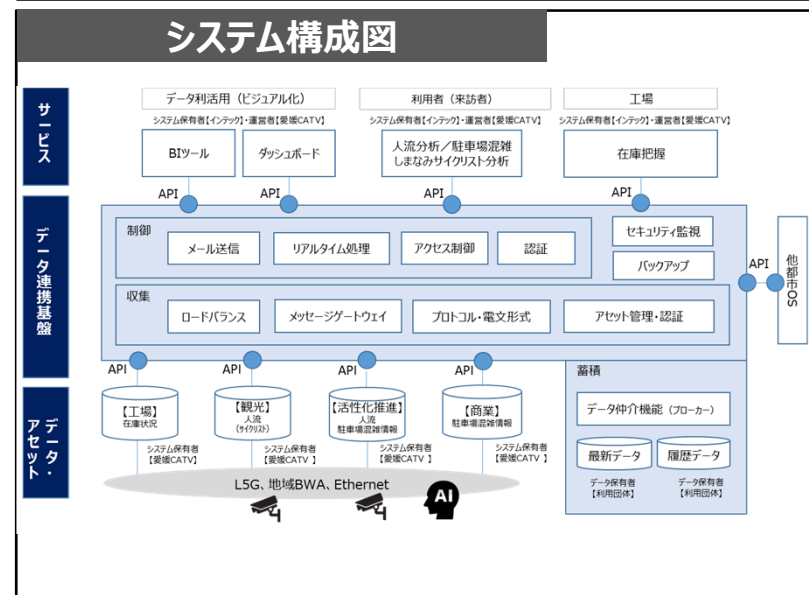 システム構成図
サービス
データ利活用（ビジュアル化）
利用者（来訪者）
工場
システム保有者【インテック】・運営者【愛媛CATV】
システム保有者【インテック】・運営者【愛媛CATV】
システム保有者【インテック】・運営者【愛媛CATV】
BIツール
ダッシュボード
人流分析／駐車場混雑
しまなみサイクリスト分析
在庫把握
API
API
API
API
データ連携基盤
制御
メール送信
リアルタイム処理
アクセス制御
認証
セキュリティ監視
バックアップ
API
他都市OS
収集
ロードバランス
メッセージゲートウェイ
プロトコル・電文形式
アセット管理・認証
API
API
API
API
データ・
アセット
【工場】
在庫状況
【観光】
人流
（サイクリスト）
【活性化推進】
人流
駐車場混雑情報
【商業】
駐車場混雑情報
システム保有者
【愛媛CATV】
システム保有者
【愛媛CATV 】
システム保有者
【愛媛CATV 】
システム保有者
【愛媛CATV 】
L5G、地域BWA、Ethernet
AI
蓄積
データ仲介機能（ブローカー）
最新データ
履歴データ
データ保有者
【利用団体】
データ保有者
【利用団体】